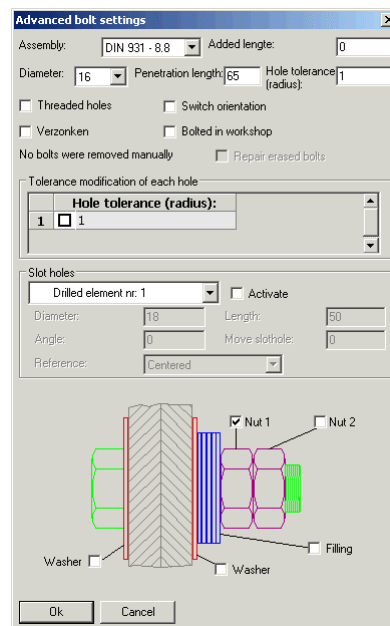 Advanced bolt settings
Assembly: DIN 931 - 8.8 Added lengte: 0
Diameter: 16 Penetration length: 65 Hole tolerance (radius): 1
Threaded holes Switch orientation
Verzonken Bolted in workshop
No bolts were removed manually Repair erased bolts
Tolerance modification of each hole
Hole tolerance (radius):
1 1
Slot holes
Drilled element nr: 1 Activate
Diameter: 18 Length: 50
Angle: 0 Move slothole: 0
Reference: Centered
Nut 1 Nut 2
Filling
Washer
Washer
Ok Cancel